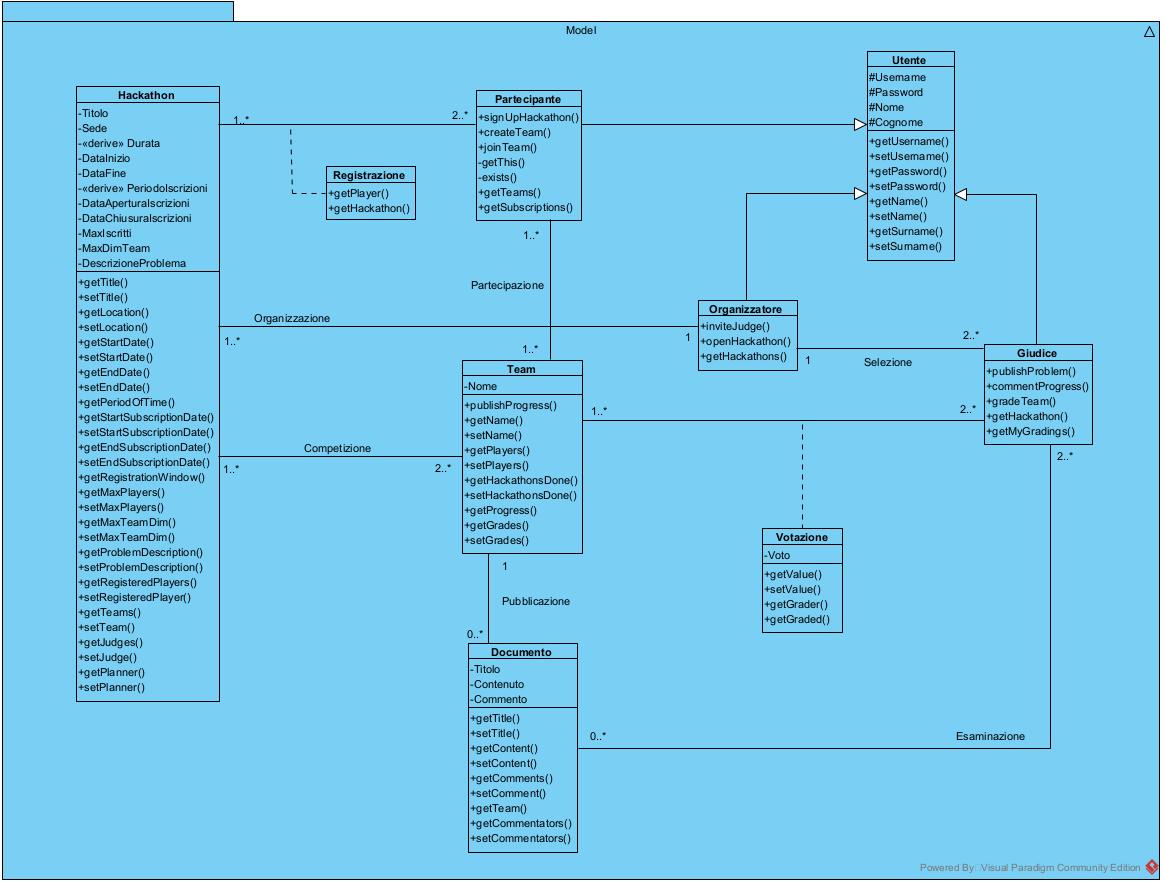 Model
Hackathon
-Titolo
-Sede
-«derive» Durata
-DataInizio
-DataFine
-«derive» PeriodoIscrizioni
-DataAperturaIscrizioni
-DataChiusuraIscrizioni
-MaxIscritti
-MaxDimTeam
-DescrizioneProblema
+getTitle()
+setTitle()
+getLocation()
+setLocation()
+getStartDate()
+setStartDate()
+getEndDate()
+setEndDate()
+getPeriodOfTime()
+getStartSubscriptionDate()
+setStartSubscriptionDate()
+getEndSubscriptionDate()
+setEndSubscriptionDate()
+getRegistrationWindow()
+getMaxPlayers()
+setMaxPlayers()
+getMaxTeamDim()
+setMaxTeamDim()
+getProblemDescription()
+setProblemDescription()
+getRegisteredPlayers()
+setRegisteredPlayer()
+getTeams()
+setTeam()
+getJudges()
+setJudge()
+getPlanner()
+setPlanner()
1..*
2..*
Registrazione
+getPlayer()
+getHackathon()
Partecipante
+signUpHackathon()
+createTeam()
+joinTeam()
-getThis()
-exists()
+getTeams()
+getSubscriptions()
Utente
#Username
#Password
#Nome
#Cognome
+getUsername()
+setUsername()
+getPassword()
+setPassword()
+getName()
+setName()
+getSurname()
+setSurname()
1..*
Partecipazione
1..*
Organizzazione
1..*
1
Organizzatore
+inviteJudge()
+openHackathon()
+getHackathons()
1
Selezione
2..*
Giudice
+publishProblem()
+commentProgress()
+gradeTeam()
+getHackathon()
+getMyGradings()
Team
-Nome
+publishProgress()
+getName()
+setName()
+getPlayers()
+setPlayers()
+getHackathonsDone()
+setHackathonsDone()
+getProgress()
+getGrades()
+setGrades()
1..*
2..*
Competizione
1..*
2..*
Votazione
-Voto
+getValue()
+setValue()
+getGrader()
+getGraded()
1
Pubblicazione
0..*
Documento
-Titolo
-Contenuto
-Commento
+getTitle()
+setTitle()
+getContent()
+setContent()
+getComments()
+setComment()
+getTeam()
+getCommentators()
+setCommentators()
2..*
0..*
Esaminazione
Powered By: Visual Paradigm Community Edition